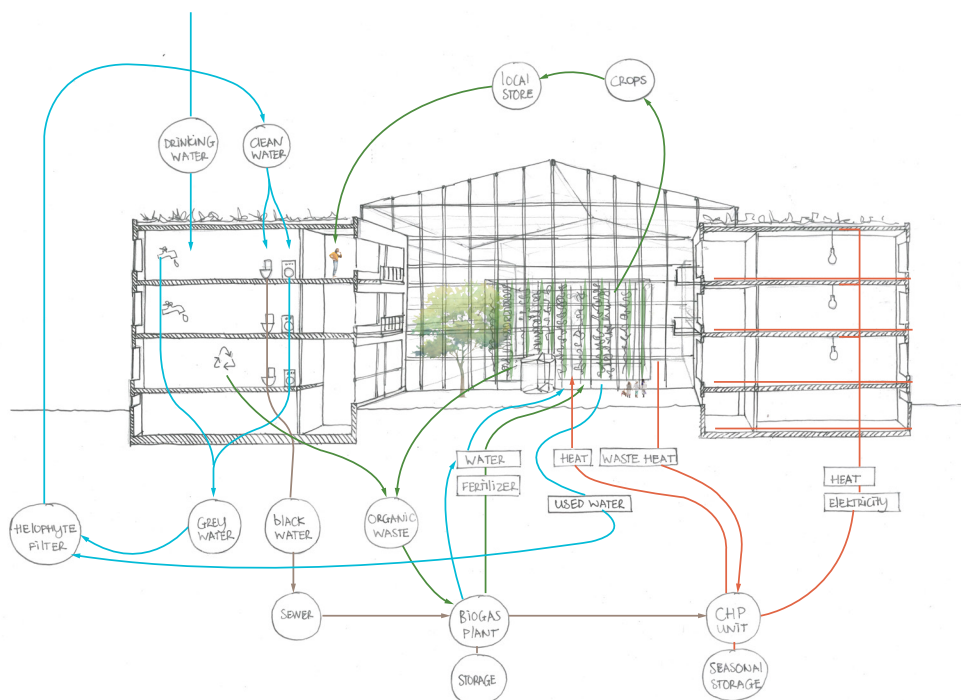 LOCAL
STORE
CROPS
DRINKING
WATER
CLEAN
WATER
WATER
FERTILIZER
HEAT
WASTE HEAT
USED WATER
HEAT
ELEKTRICITY
HELOPHYTE
FILTER
GREY
WATER
black
WATER
ORGANIC
WASTE
SEWER
BIOGAS
PLANT
CHP
UNIT
STORAGE
SEASONAL
STORAGE